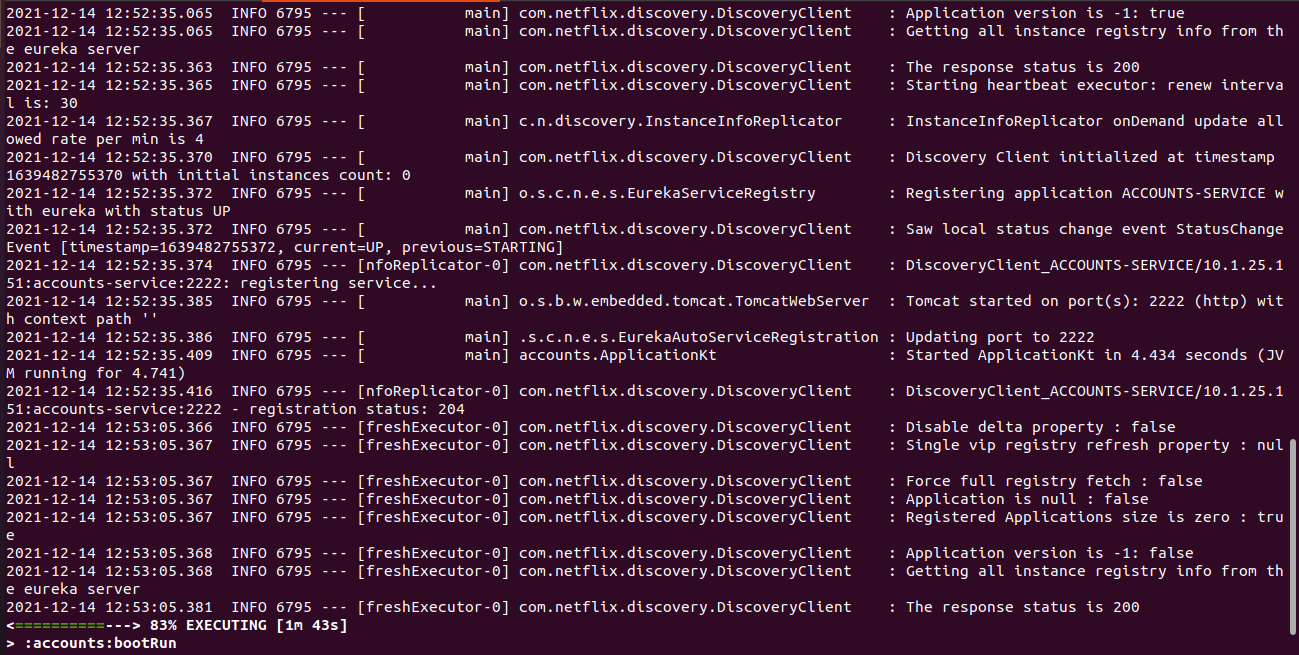 2021-12-14 12:52:35.065  INFO 6795 --- [           main] com.netflix.discovery.DiscoveryClient    : Application version is -1: true
2021-12-14 12:52:35.065  INFO 6795 --- [           main] com.netflix.discovery.DiscoveryClient    : Getting all instance registry info from th
e eureka server
2021-12-14 12:52:35.363  INFO 6795 --- [           main] com.netflix.discovery.DiscoveryClient    : The response status is 200
2021-12-14 12:52:35.365  INFO 6795 --- [           main] com.netflix.discovery.DiscoveryClient    : Starting heartbeat executor: renew interva
l is: 30
2021-12-14 12:52:35.367  INFO 6795 --- [           main] c.n.discovery.InstanceInfoReplicator     : InstanceInfoReplicator onDemand update all
owed rate per min is 4
2021-12-14 12:52:35.370  INFO 6795 --- [           main] com.netflix.discovery.DiscoveryClient    : Discovery Client initialized at timestamp
1639482755370 with initial instances count: 0
2021-12-14 12:52:35.372  INFO 6795 --- [           main] o.s.c.n.e.s.EurekaServiceRegistry        : Registering application ACCOUNTS-SERVICE w
ith eureka with status UP
2021-12-14 12:52:35.372  INFO 6795 --- [           main] com.netflix.discovery.DiscoveryClient    : Saw local status change event StatusChange
Event [timestamp=1639482755372, current=UP, previous=STARTING]
2021-12-14 12:52:35.374  INFO 6795 --- [nfoReplicator-0] com.netflix.discovery.DiscoveryClient    : DiscoveryClient_ACCOUNTS-SERVICE/10.1.25.1
51:accounts-service:2222: registering service...
2021-12-14 12:52:35.385  INFO 6795 --- [           main] o.s.b.w.embedded.tomcat.TomcatWebServer  : Tomcat started on port(s): 2222 (http) wit
h context path ''
2021-12-14 12:52:35.386  INFO 6795 --- [           main] .s.c.n.e.s.EurekaAutoServiceRegistration : Updating port to 2222
2021-12-14 12:52:35.409  INFO 6795 --- [           main] accounts.ApplicationKt                   : Started ApplicationKt in 4.434 seconds (JV
M running for 4.741)
2021-12-14 12:52:35.416  INFO 6795 --- [nfoReplicator-0] com.netflix.discovery.DiscoveryClient    : DiscoveryClient_ACCOUNTS-SERVICE/10.1.25.1
51:accounts-service:2222 - registration status: 204
2021-12-14 12:53:05.366  INFO 6795 --- [freshExecutor-0] com.netflix.discovery.DiscoveryClient    : Disable delta property : false
2021-12-14 12:53:05.367  INFO 6795 --- [freshExecutor-0] com.netflix.discovery.DiscoveryClient    : Single vip registry refresh property : nul
l
2021-12-14 12:53:05.367  INFO 6795 --- [freshExecutor-0] com.netflix.discovery.DiscoveryClient    : Force full registry fetch : false
2021-12-14 12:53:05.367  INFO 6795 --- [freshExecutor-0] com.netflix.discovery.DiscoveryClient    : Application is null : false
2021-12-14 12:53:05.367  INFO 6795 --- [freshExecutor-0] com.netflix.discovery.DiscoveryClient    : Registered Applications size is zero : tru
e
2021-12-14 12:53:05.368  INFO 6795 --- [freshExecutor-0] com.netflix.discovery.DiscoveryClient    : Application version is -1: false
2021-12-14 12:53:05.368  INFO 6795 --- [freshExecutor-0] com.netflix.discovery.DiscoveryClient    : Getting all instance registry info from th
e eureka server
2021-12-14 12:53:05.381  INFO 6795 --- [freshExecutor-0] com.netflix.discovery.DiscoveryClient    : The response status is 200
<==========---> 83% EXECUTING [1m 43s]
> :accounts:bootRun